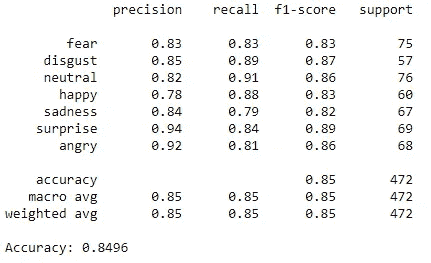 precision recall f1-score support
fear 0.83 0.83 0.83 75
disgust 0.85 0.89 0.87 57
neutral 0.82 0.91 0.86 76
happy 0.78 0.88 0.83 60
sadness 0.84 0.79 0.82 67
surprise 0.94 0.84 0.89 69
angry 0.92 0.81 0.86 68
accuracy 0.85 472
macro avg 0.85 0.85 0.85 472
weighted avg 0.85 0.85 0.85 472
Accuracy: 0.8496